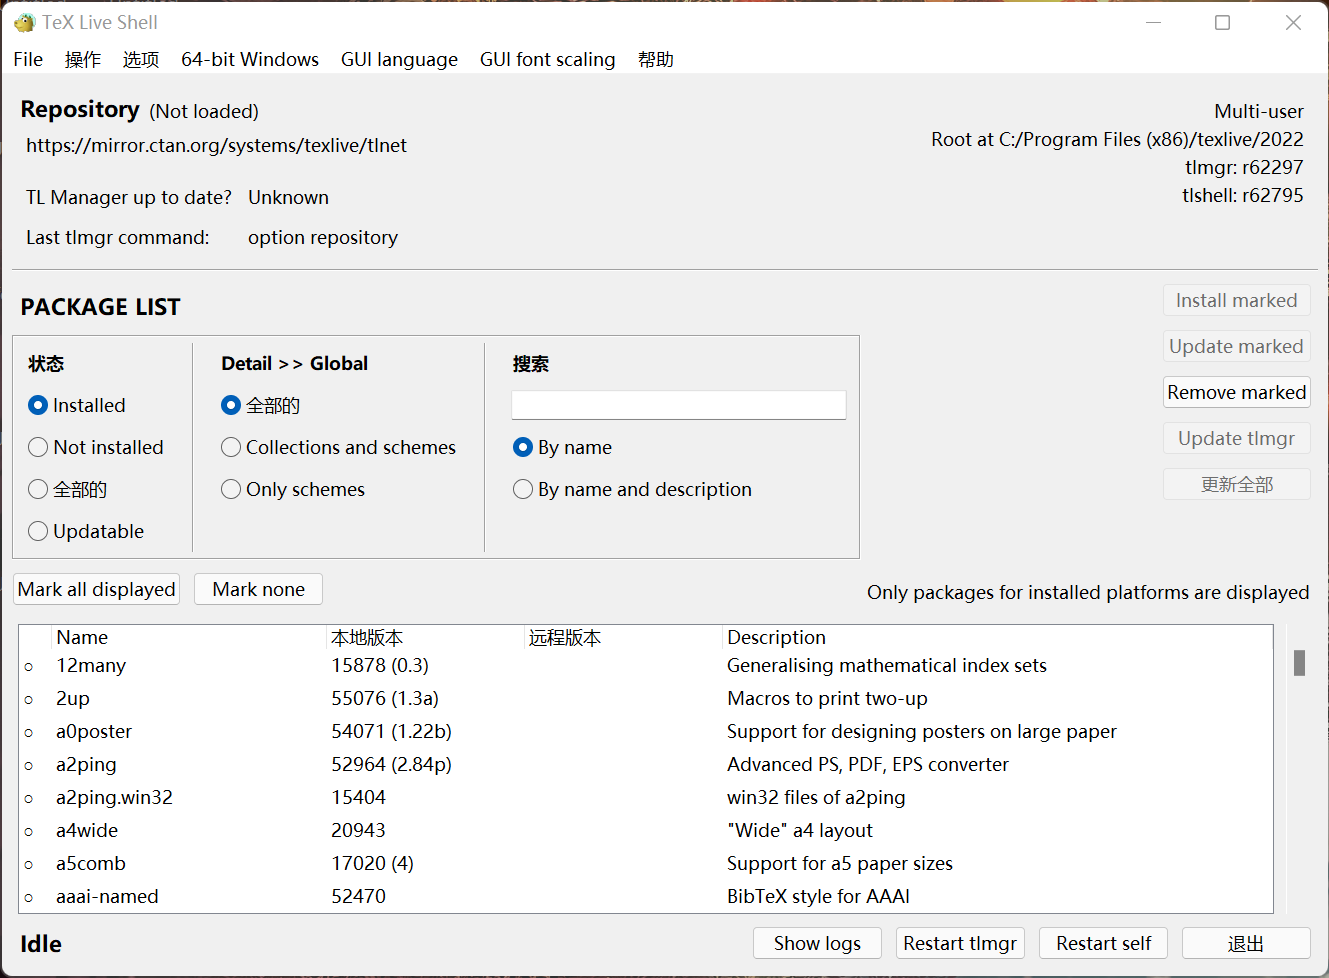 TeX Live Shell
File 操作 选项 64-bit Windows GUI language GUI font scaling 帮助
Repository (Not loaded)
https://mirror.ctan.org/systems/texlive/tlnet
TL Manager up to date? Unknown
Last tlmgr command: option repository
Multi-user
Root at C:/Program Files (x86)/texlive/2022
tlmgr: r62297
tlshell: r62795
PACKAGE LIST
状态
Installed
Not installed
全部的
Updatable
Detail >> Global
全部的
Collections and schemes
Only schemes
搜索
By name
By name and description
Install marked
Update marked
Remove marked
Update tlmgr
更新全部
Mark all displayed Mark none
Only packages for installed platforms are displayed
Name 本地版本 远程版本 Description
12many 15878 (0.3) Generalising mathematical index sets
2up 55076 (1.3a) Macros to print two-up
a0poster 54071 (1.22b) Support for designing posters on large paper
a2ping 52964 (2.84p) Advanced PS, PDF, EPS converter
a2ping.win32 15404 win32 files of a2ping
a4wide 20943 "Wide" a4 layout
a5comb 17020 (4) Support for a5 paper sizes
aaai-named 52470 BibTeX style for AAAI
Idle
Show logs Restart tlmgr Restart self 退出